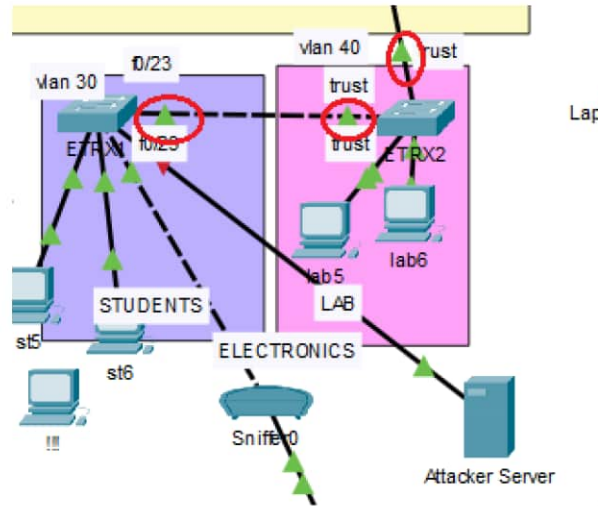 vlan 40
trust
f0/23
vlan 30
trust
Lap
ETRX1
f0/23
trust
ETRX2
lab5
lab6
STUDENTS
LAB
st5
st6
ELECTRONICS
!!!
Sniffer0
Attacker Server